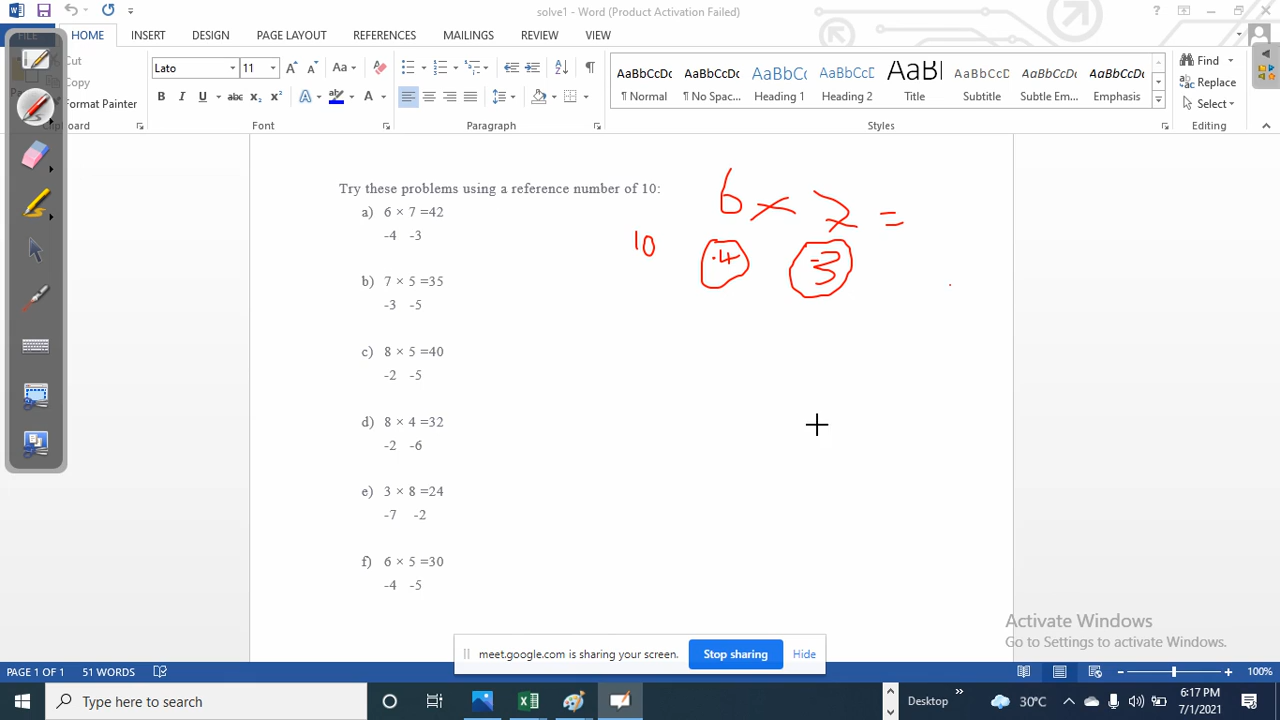 solve1 - Word (Product Activation Failed)
FILE HOME INSERT DESIGN PAGE LAYOUT REFERENCES MAILINGS REVIEW VIEW
Cut
Copy
Format Painter
Lato 11
AaBbCcDc AaBbCcDc AaBbCc AaBbCcD AaBl AaBbCcD AaBbCcDc AaBbCcDc
¶ Normal ¶ No Spac... Heading 1 Heading 2 Title Subtitle Subtle Em... Emphasis
Find
Replace
Select
Clipboard Font Paragraph Styles Editing
Try these problems using a reference number of 10:
a) 6 × 7 =42
-4 -3
b) 7 × 5 =35
-3 -5
c) 8 × 5 =40
-2 -5
d) 8 × 4 =32
-2 -6
e) 3 × 8 =24
-7 -2
f) 6 × 5 =30
-4 -5
6 × 7 =
10 -4 -3
Activate Windows
Go to Settings to activate Windows.
meet.google.com is sharing your screen. Stop sharing Hide
PAGE 1 OF 1 51 WORDS 100%
Type here to search
Desktop 30°C 6:17 PM
7/1/2021